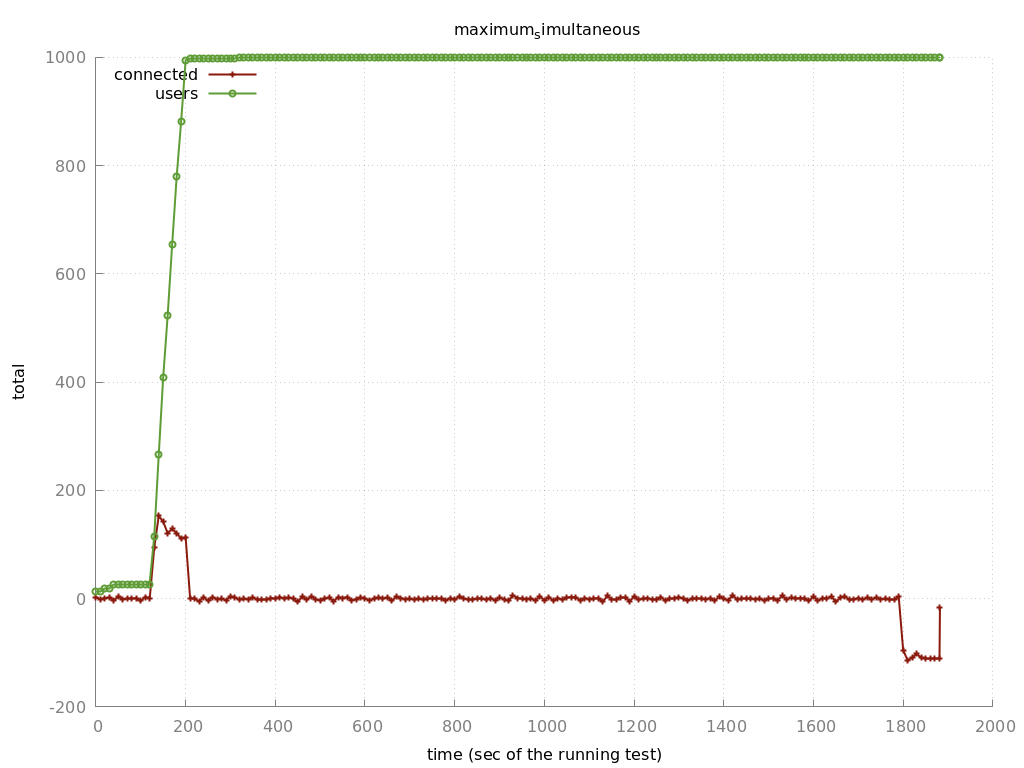 maximumsimultaneous
1000
connected
users
800
600
total
400
200
0
-200
0 200 400 600 800 1000 1200 1400 1600 1800 2000
time (sec of the running test)